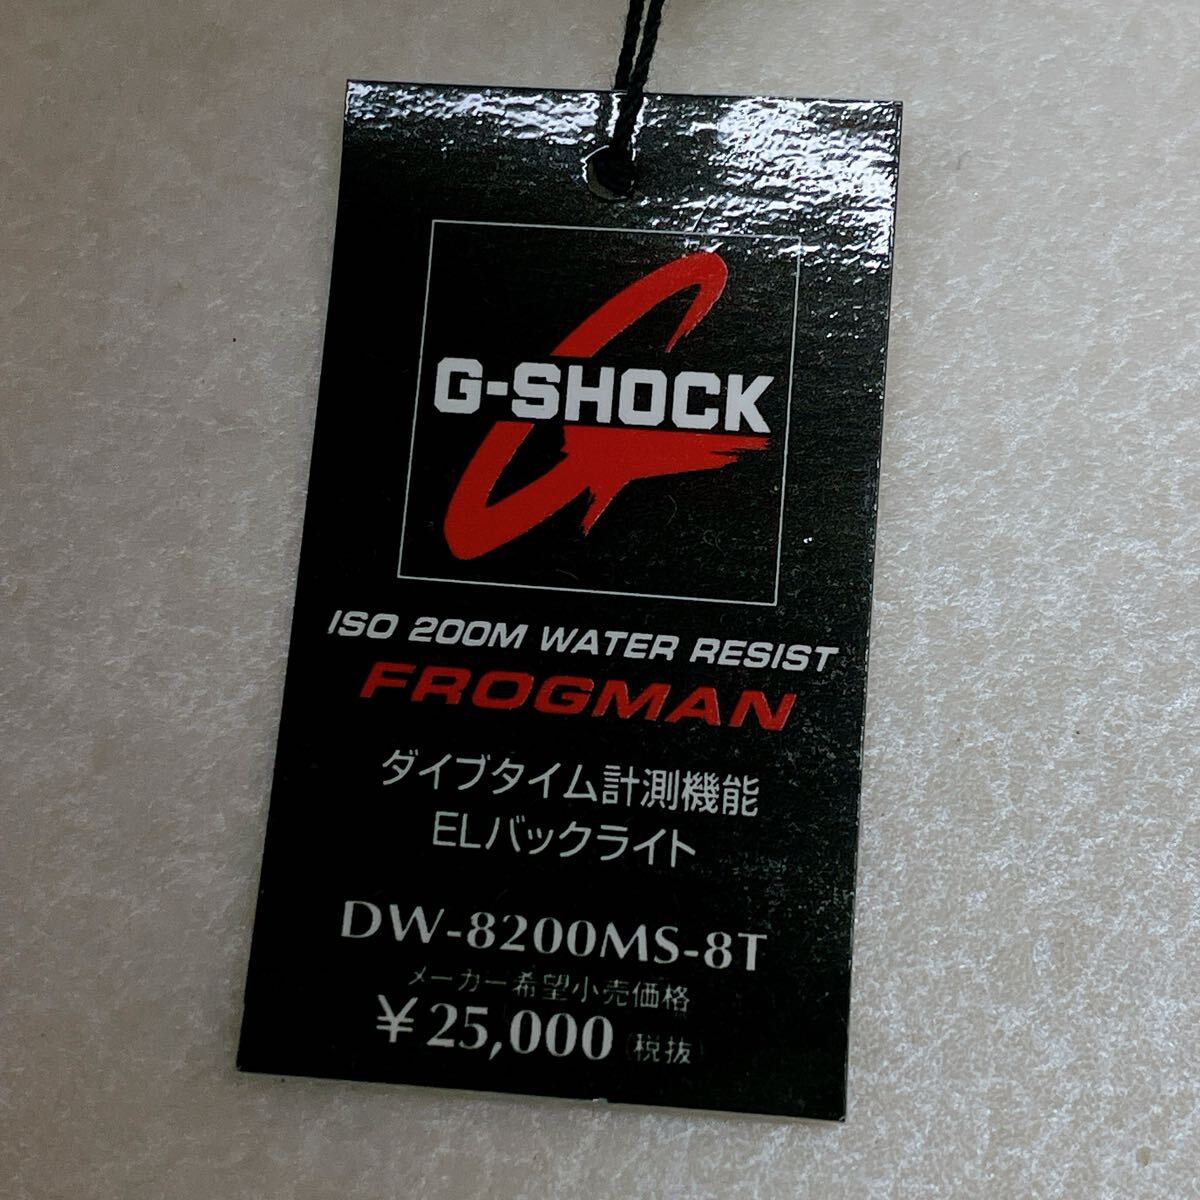 G-SHOCK
ISO 200M WATER RESIST
FROGMAN
ダイブタイム計測機能
ELバックライト
DW-8200MS-8T
メーカー希望小売価格
¥25,000(税抜)